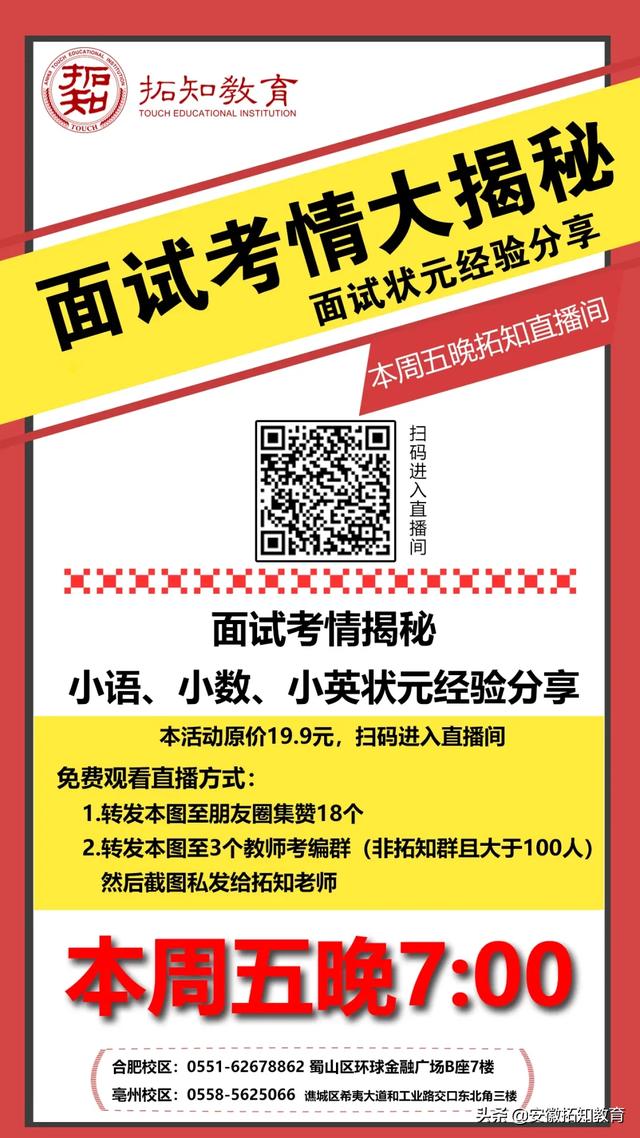 ANHUI TOUCH EDUCATIONAL INSTITUTION
拓知
TOUCH
拓知教育
TOUCH EDUCATIONAL INSTITUTION
面试考情大揭秘
面试状元经验分享
本周五晚拓知直播间
扫码进入直播间
面试考情揭秘
小语、小数、小英状元经验分享
本活动原价19.9元，扫码进入直播间
免费观看直播方式：
1.转发本图至朋友圈集赞18个
2.转发本图至3个教师考编群（非拓知群且大于100人）
然后截图私发给拓知老师
本周五晚7:00
合肥校区：0551-62678862 蜀山区环球金融广场B座7楼
亳州校区：0558-5625066 谯城区希夷大道和工业路交口东北角三楼
头条 @安徽拓知教育